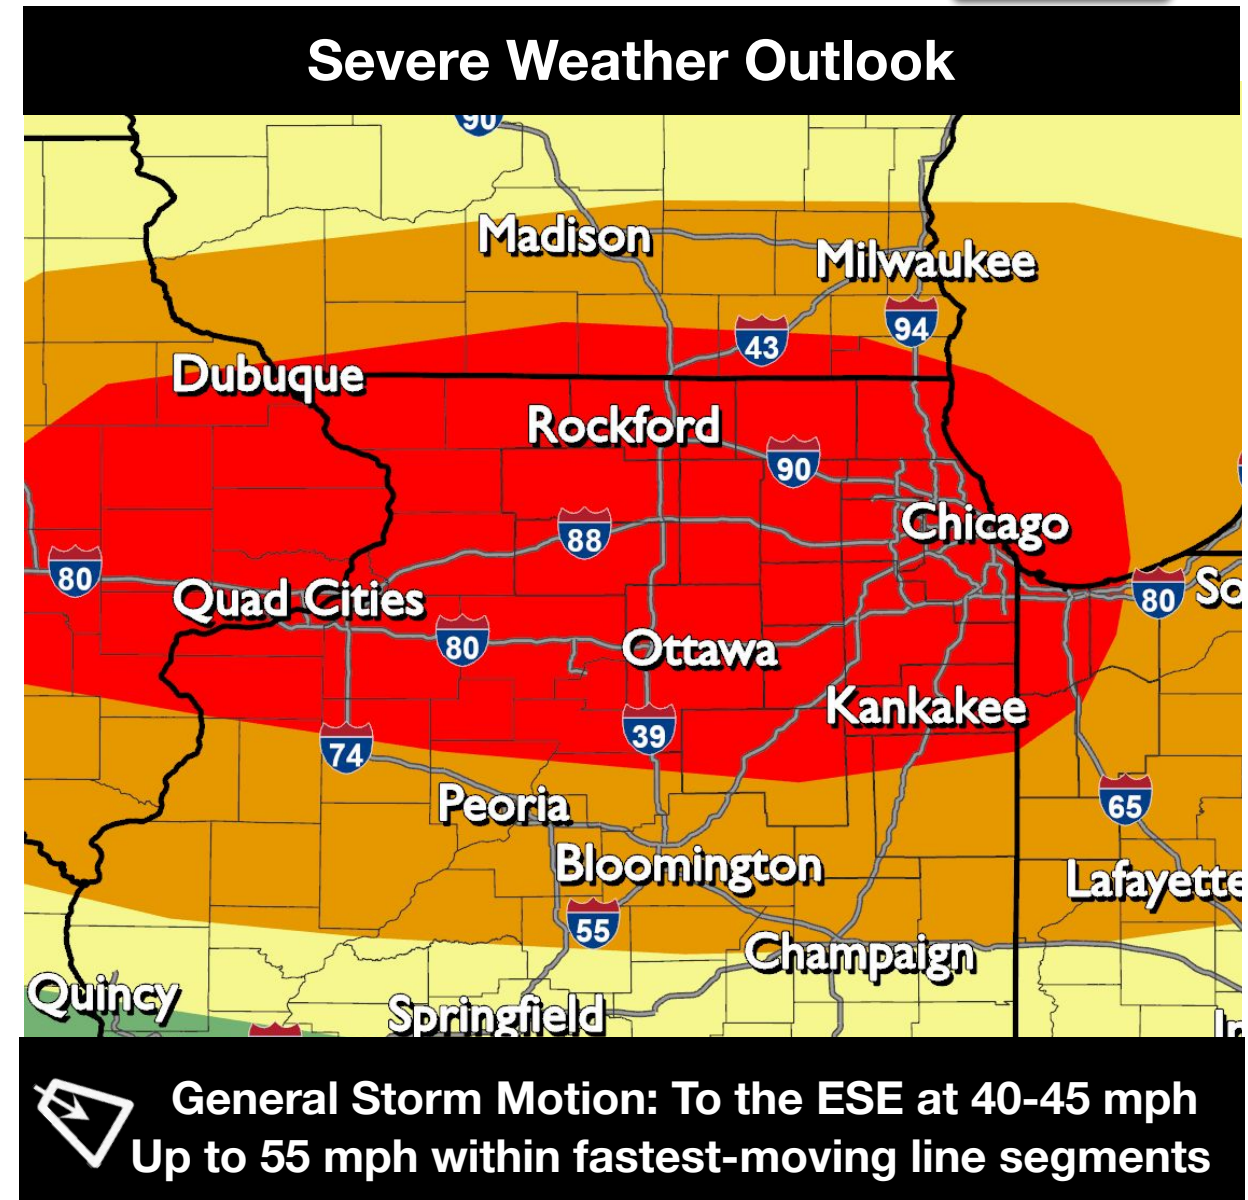 Severe Weather Outlook
90
Madison
Milwaukee
94
43
Dubuque
Rockford
90
Chicago
88
80
80
So
Quad Cities
80
Ottawa
Kankakee
39
74
65
Peoria
Bloomington
Lafayette
55
Champaign
Quincy
Springfield
General Storm Motion: To the ESE at 40-45 mph
Up to 55 mph within fastest-moving line segments